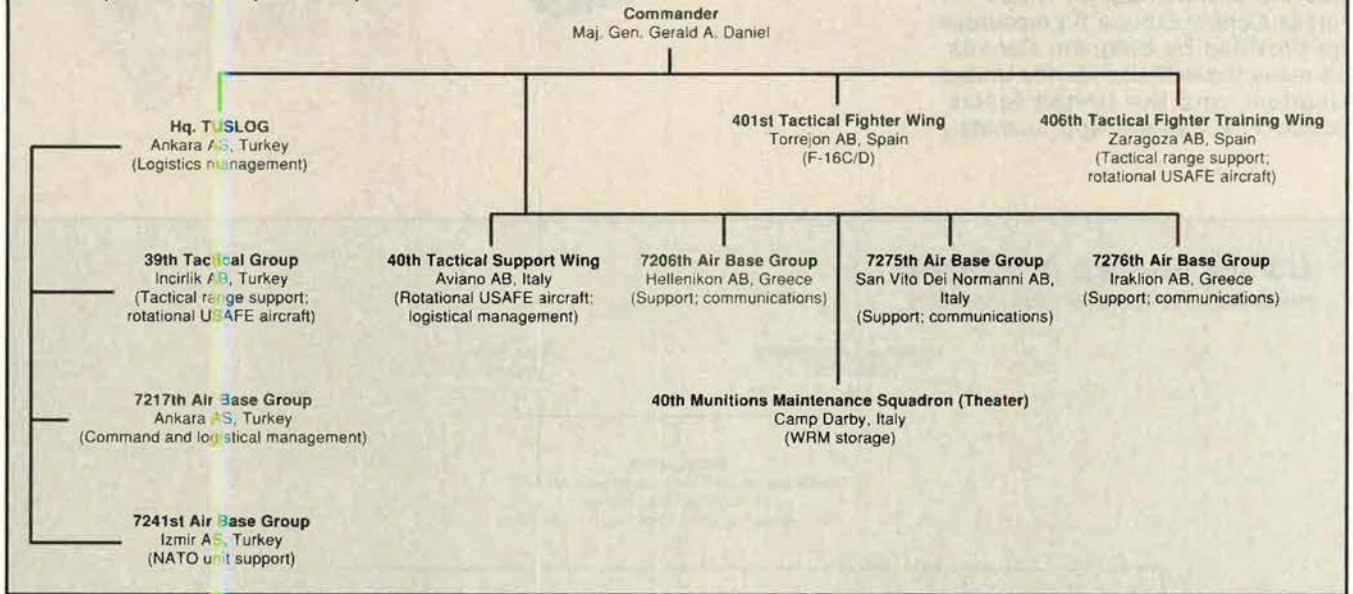 Commander
Maj. Gen. Gerald A. Daniel
Hq. TUSLOG
Ankara AS, Turkey
(Logistics management)
401st Tactical Fighter Wing
Torrejon AB, Spain
(F-16C/D)
406th Tactical Fighter Training Wing
Zaragoza AB, Spain
(Tactical range support;
rotational USAFE aircraft)
39th Tactical Group
Incirlik AB, Turkey
(Tactical range support;
rotational USAFE aircraft)
40th Tactical Support Wing
Aviano AB, Italy
(Rotational USAFE aircraft;
logistical management)
7206th Air Base Group
Hellenikon AB, Greece
(Support; communications)
7275th Air Base Group
San Vito Dei Normanni AB,
Italy
(Support; communications)
7276th Air Base Group
Iraklion AB, Greece
(Support; communications)
7217th Air Base Group
Ankara AS, Turkey
(Command and logistical management)
40th Munitions Maintenance Squadron (Theater)
Camp Darby, Italy
(WRM storage)
7241st Air Base Group
Izmir AS, Turkey
(NATO unit support)